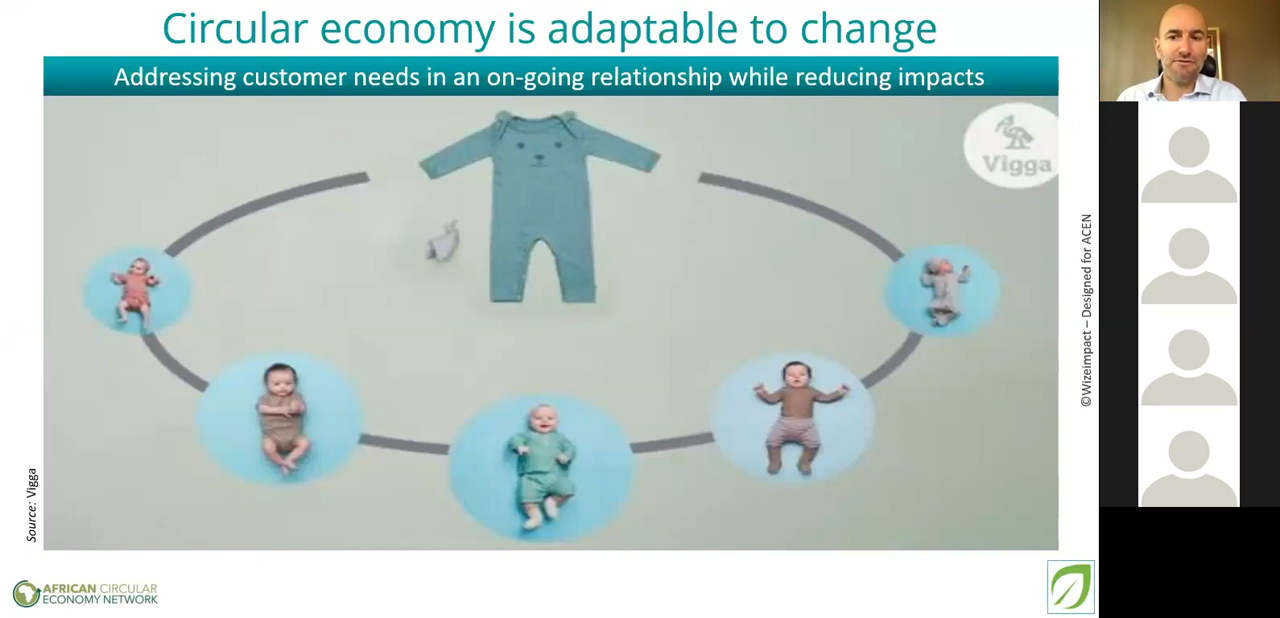 Circular economy is adaptable to change
Addressing customer needs in an on-going relationship while reducing impacts
Vigga
©Wizeimpact – Designed for ACEN
Source: Vigga
AFRICAN CIRCULAR
ECONOMY NETWORK